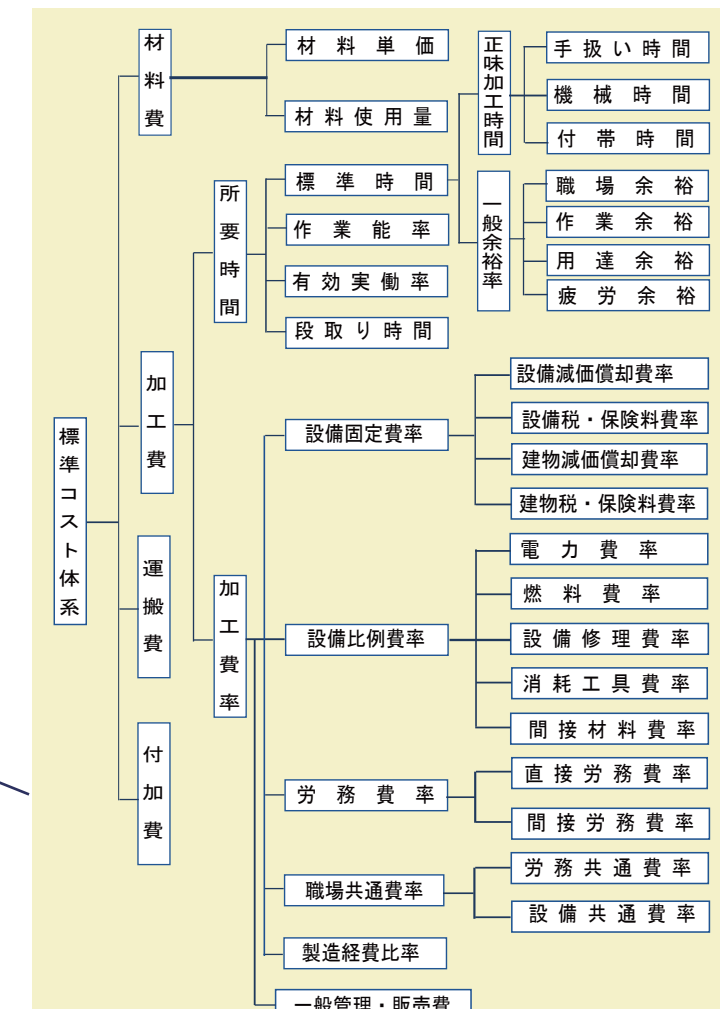 標準コスト体系
材料費
材料単価
材料使用量
加工費
所要時間
標準時間
正味加工時間
手扱い時間
機械時間
付帯時間
一般余裕率
職場余裕
作業余裕
用達余裕
疲労余裕
作業能率
有効実働率
段取り時間
加工費率
設備固定費率
設備減価償却費率
設備税・保険料費率
建物減価償却費率
建物税・保険料費率
設備比例費率
電力費率
燃料費率
設備修理費率
消耗工具費率
間接材料費率
労務費率
直接労務費率
間接労務費率
職場共通費率
労務共通費率
設備共通費率
製造経費比率
一般管理・販売費
運搬費
付加費